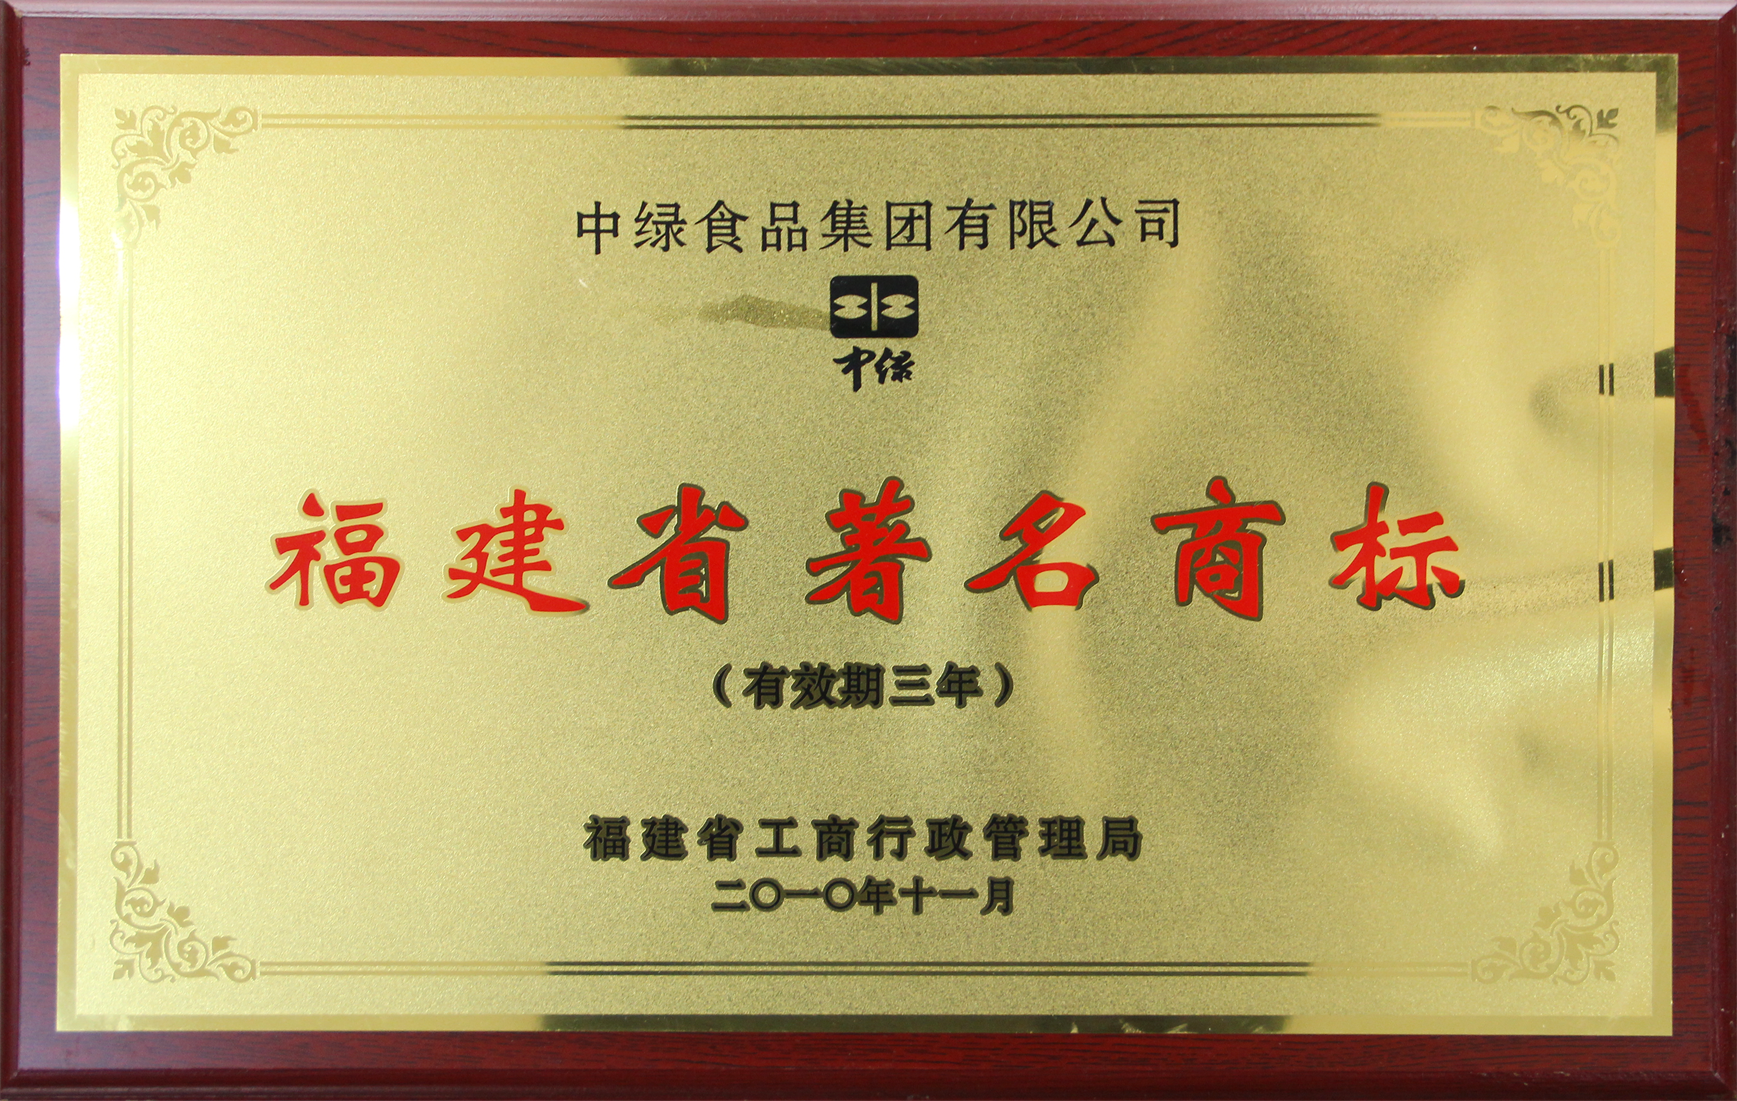 中绿食品集团有限公司
中绿
福建省著名商标
（有效期三年）
福建省工商行政管理局
二〇一〇年十一月